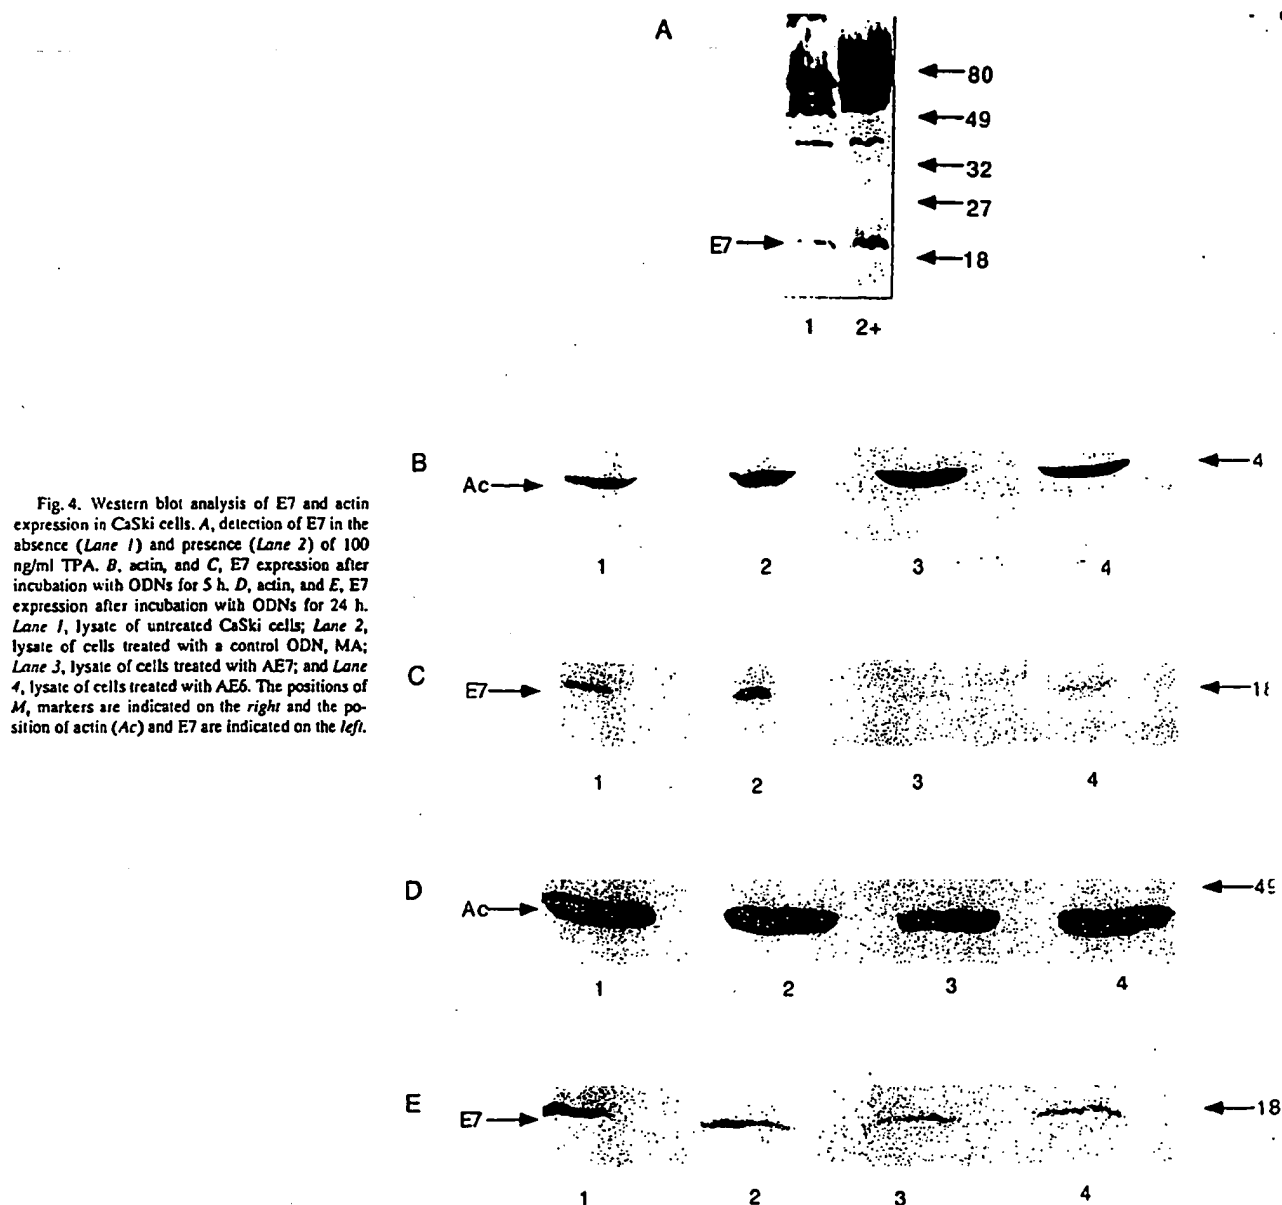 A
80
49
32
27
E7
18
1 2+
B
4
Ac
1 2 3 4
Fig. 4. Western blot analysis of E7 and actin
expression in CaSki cells. A, detection of E7 in the
absence (Lane 1) and presence (Lane 2) of 100
ng/ml TPA. B, actin, and C, E7 expression after
incubation with ODNs for 5 h. D, actin, and E, E7
expression after incubation with ODNs for 24 h.
Lane 1, lysate of untreated CaSki cells; Lane 2,
lysate of cells treated with a control ODN, MA;
Lane 3, lysate of cells treated with AE7; and Lane
4, lysate of cells treated with AE6. The positions of
M, markers are indicated on the right and the po-
sition of actin (Ac) and E7 are indicated on the left.
C
E7
18
1 2 3 4
D
49
Ac
1 2 3 4
E
E7
18
1 2 3 4